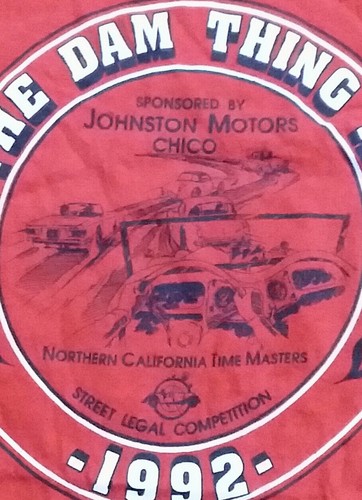 THE DAM THING
SPONSORED BY
JOHNSTON MOTORS
CHICO
NORTHERN CALIFORNIA TIME MASTERS
STREET LEGAL COMPETITION
-1992-